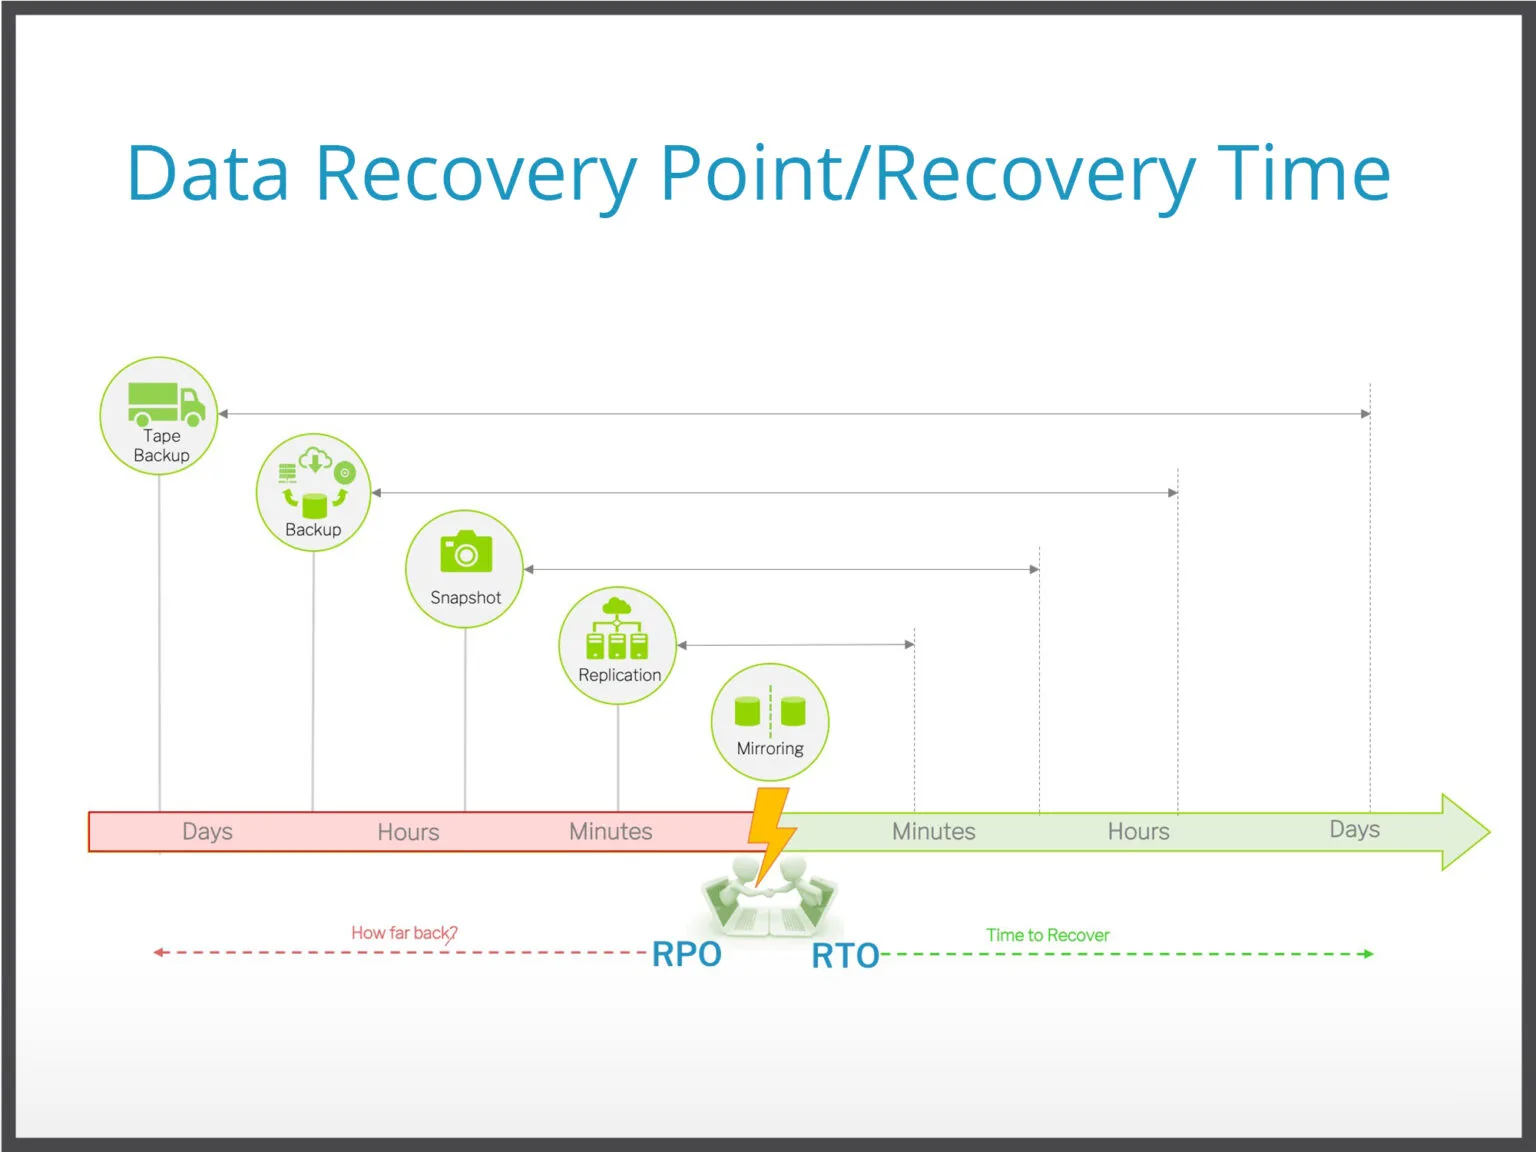 Data Recovery Point/Recovery Time
Tape
Backup
Backup
Snapshot
Replication
Mirroring
Days
Hours
Minutes
Minutes
Hours
Days
How far back?
Time to Recover
RPO
RTO